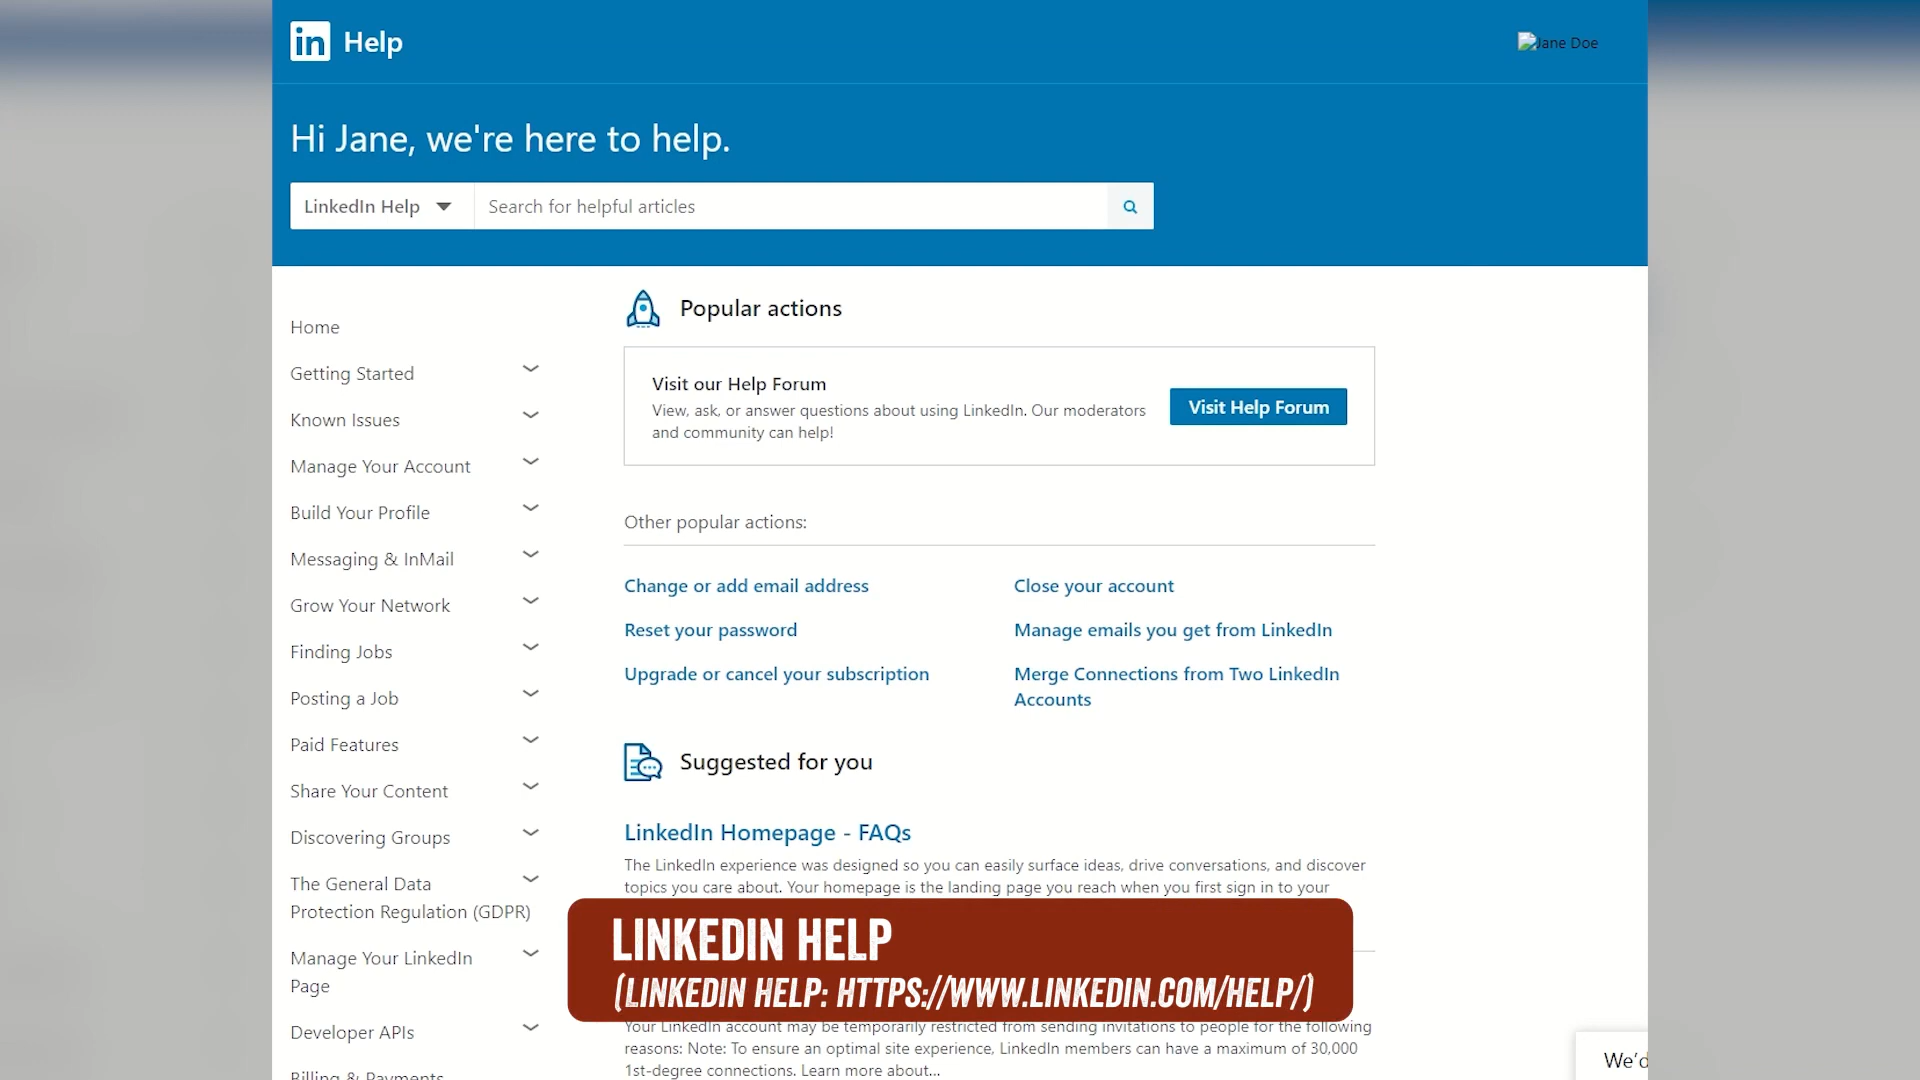 in Help
Jane Doe
Hi Jane, we're here to help.
LinkedIn Help
Search for helpful articles
Home
Getting Started
Known Issues
Manage Your Account
Build Your Profile
Messaging & InMail
Grow Your Network
Finding Jobs
Posting a Job
Paid Features
Share Your Content
Discovering Groups
The General Data
Protection Regulation (GDPR)
Manage Your LinkedIn
Page
Developer APIs
Billing & Payments
Popular actions
Visit our Help Forum
View, ask, or answer questions about using LinkedIn. Our moderators
and community can help!
Visit Help Forum
Other popular actions:
Change or add email address
Close your account
Reset your password
Manage emails you get from LinkedIn
Upgrade or cancel your subscription
Merge Connections from Two LinkedIn
Accounts
Suggested for you
LinkedIn Homepage - FAQs
The LinkedIn experience was designed so you can easily surface ideas, drive conversations, and discover
topics you care about. Your homepage is the landing page you reach when you first sign in to your
LINKEDIN HELP
(LINKEDIN HELP: HTTPS://WWW.LINKEDIN.COM/HELP/)
Your LinkedIn account may be temporarily restricted from sending invitations to people for the following
reasons: Note: To ensure an optimal site experience, LinkedIn members can have a maximum of 30,000
1st-degree connections. Learn more about...